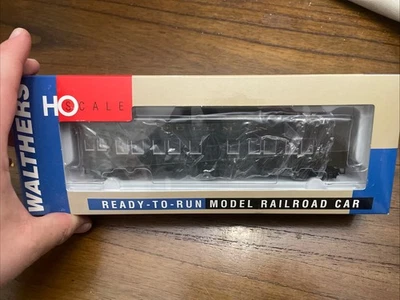 WALTHERS
HO SCALE
READY-TO-RUN MODEL RAILROAD CAR